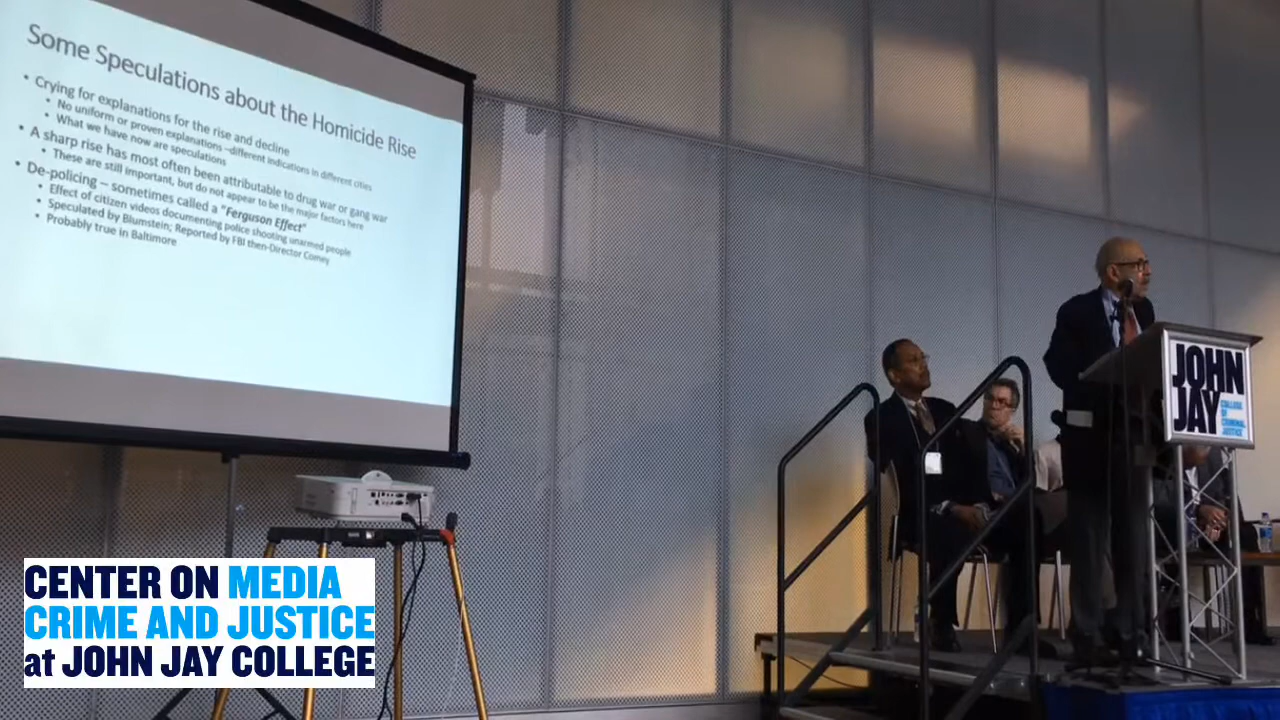 Some Speculations about the Homicide Rise
• Crying for explanations for the rise and decline
• No uniform or proven explanations –different indications in different cities
• What we have now are speculations
• A sharp rise has most often been attributable to drug war or gang war
• These are still important, but do not appear to be the major factors here
• De-policing – sometimes called a "Ferguson Effect"
• Effect of citizen videos documenting police shooting unarmed people
• Speculated by Blumstein; Reported by FBI then-Director Comey
• Probably true in Baltimore
JOHN
JAY
COLLEGE
OF
CRIMINAL
JUSTICE
CENTER ON MEDIA
CRIME AND JUSTICE
at JOHN JAY COLLEGE